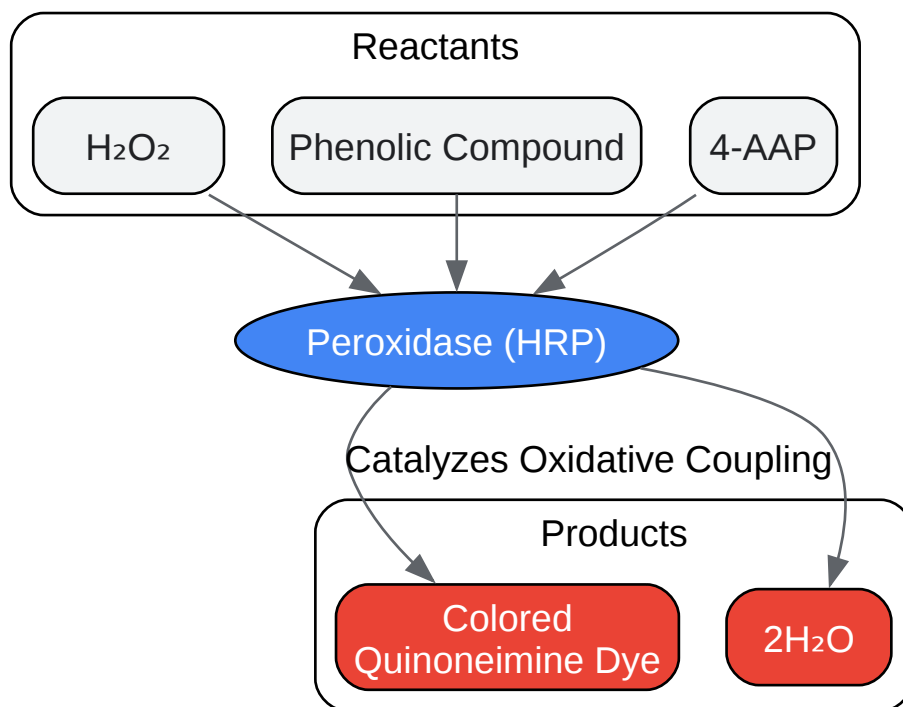 Reactants
H₂O₂
Phenolic Compound
4-AAP
Peroxidase (HRP)
Catalyzes Oxidative Coupling
Products
Colored
Quinoneimine Dye
2H₂O